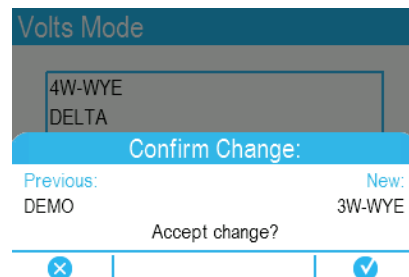 Volts Mode
4W-WYE
DELTA
Confirm Change:
Previous: New:
DEMO 3W-WYE
Accept change?